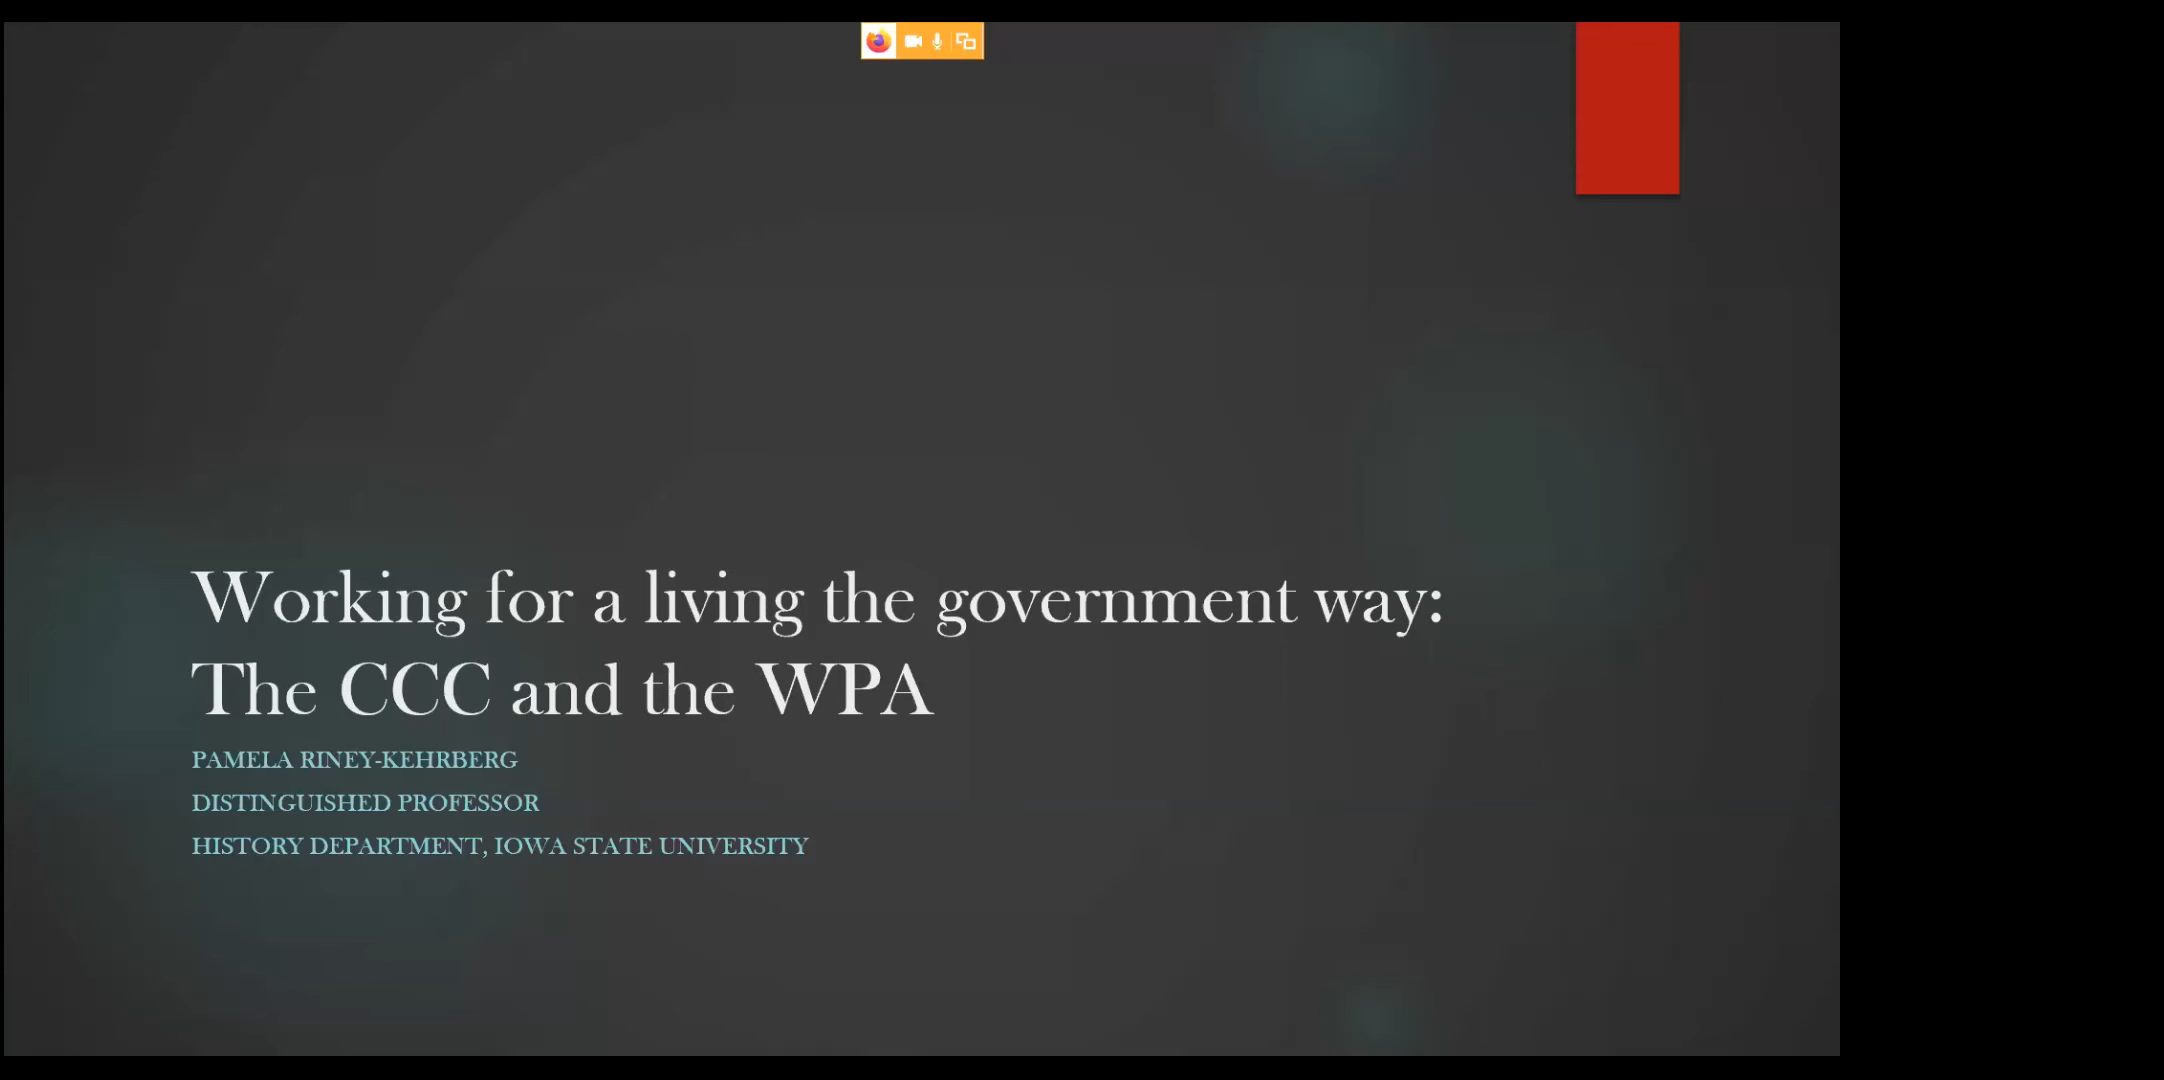 Working for a living the government way:
The CCC and the WPA
PAMELA RINEY-KEHRBERG
DISTINGUISHED PROFESSOR
HISTORY DEPARTMENT, IOWA STATE UNIVERSITY